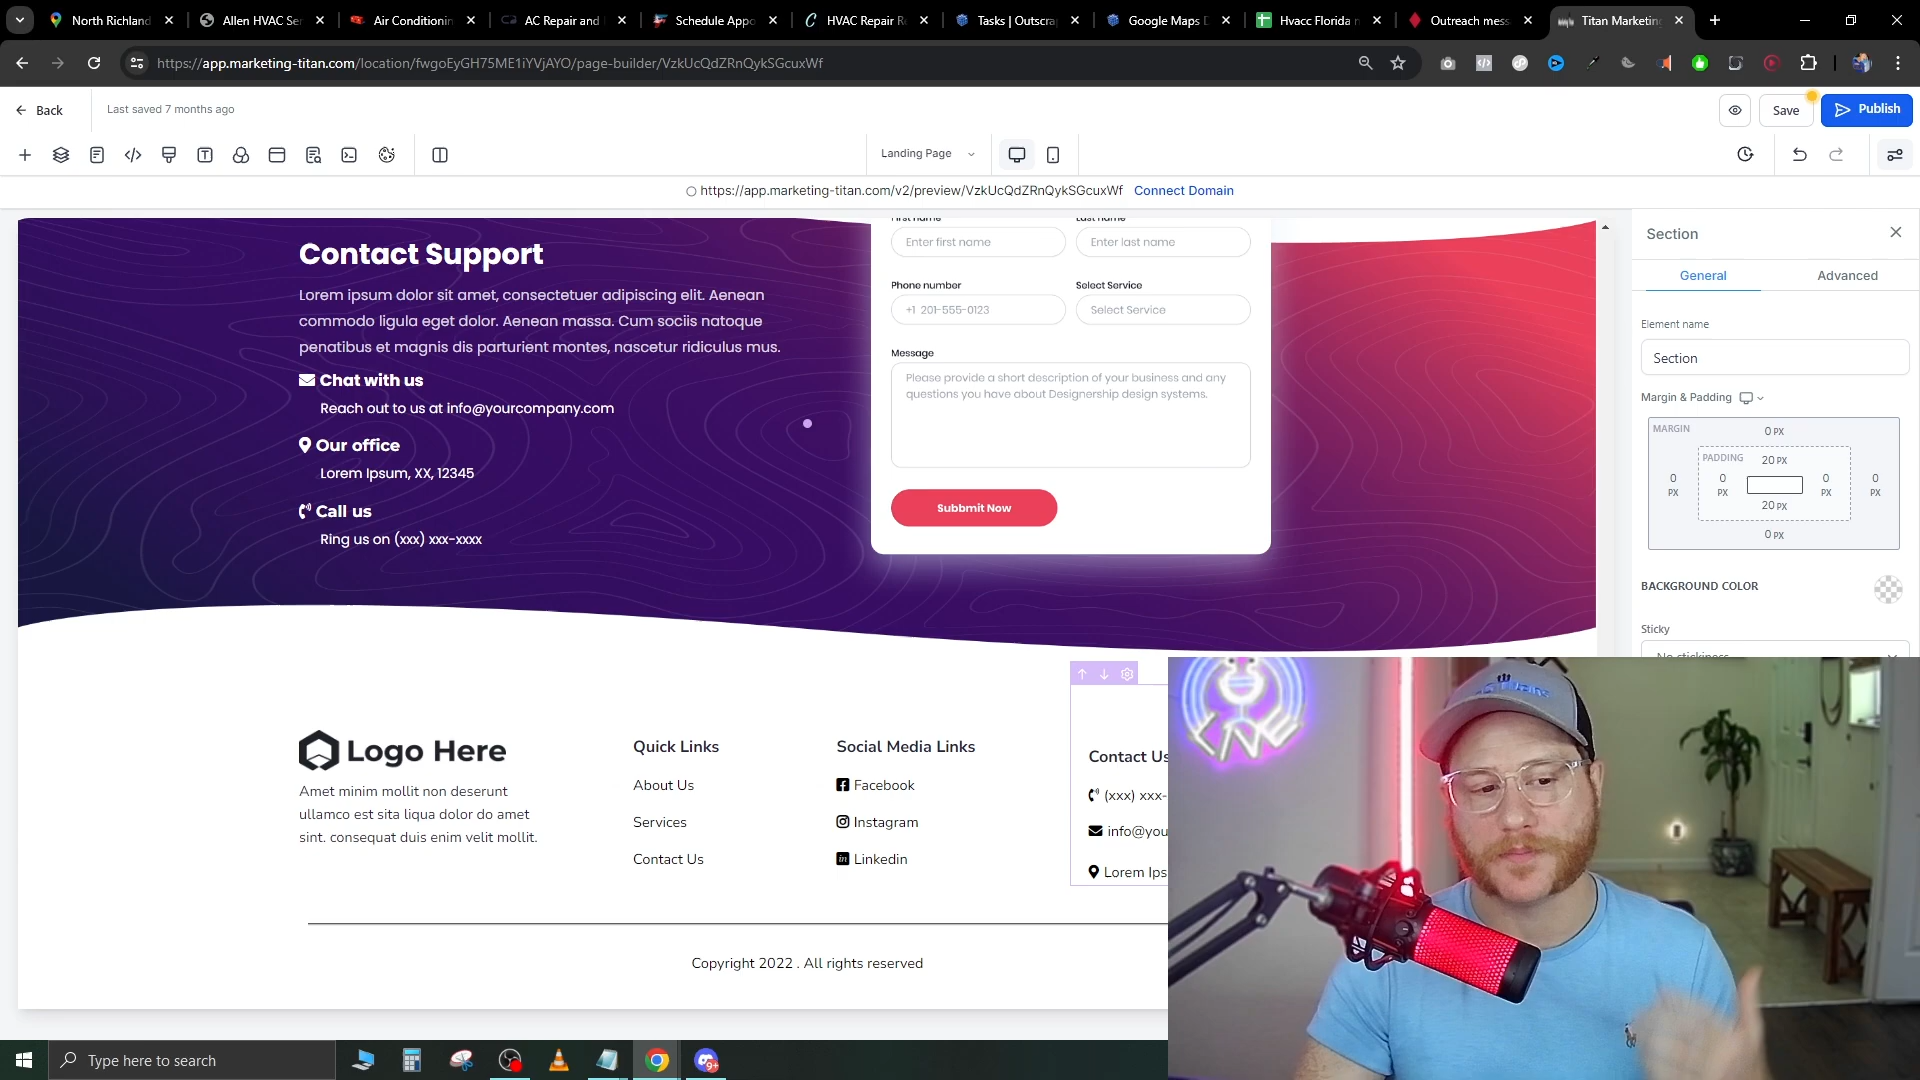 North Richland
Allen HVAC Ser
Air Conditionin
AC Repair and
Schedule Appo
HVAC Repair R
Tasks | Outscra
Google Maps D
Hvacc Florida
Outreach mess
Titan Marketing
https://app.marketing-titan.com/location/fwgoEyGH75ME1iYVjAYO/page-builder/VzkUcQdZRnQykSGcuxWf
Back
Last saved 7 months ago
Save
Publish
Landing Page
https://app.marketing-titan.com/v2/preview/VzkUcQdZRnQykSGcuxWf Connect Domain
Section
General
Advanced
Element name
Section
Margin & Padding
MARGIN
0 PX
PADDING
20 PX
0 PX
0 PX
0 PX
0 PX
20 PX
0 PX
BACKGROUND COLOR
Sticky
No stickiness
Contact Support
Lorem ipsum dolor sit amet, consectetuer adipiscing elit. Aenean
commodo ligula eget dolor. Aenean massa. Cum sociis natoque
penatibus et magnis dis parturient montes, nascetur ridiculus mus.
Chat with us
Reach out to us at info@yourcompany.com
Our office
Lorem Ipsum, XX, 12345
Call us
Ring us on (xxx) xxx-xxxx
First name
Last name
Enter first name
Enter last name
Phone number
Select Service
+1 201-555-0123
Select Service
Message
Please provide a short description of your business and any
questions you have about Designership design systems.
Subbmit Now
Logo Here
Amet minim mollit non deserunt
ullamco est sita liqua dolor do amet
sint. consequat duis enim velit mollit.
Quick Links
About Us
Services
Contact Us
Social Media Links
Facebook
Instagram
Linkedin
Contact Us
(xxx) xxx-
info@you
Lorem Ips
Copyright 2022 . All rights reserved
LIVE
Type here to search
9+